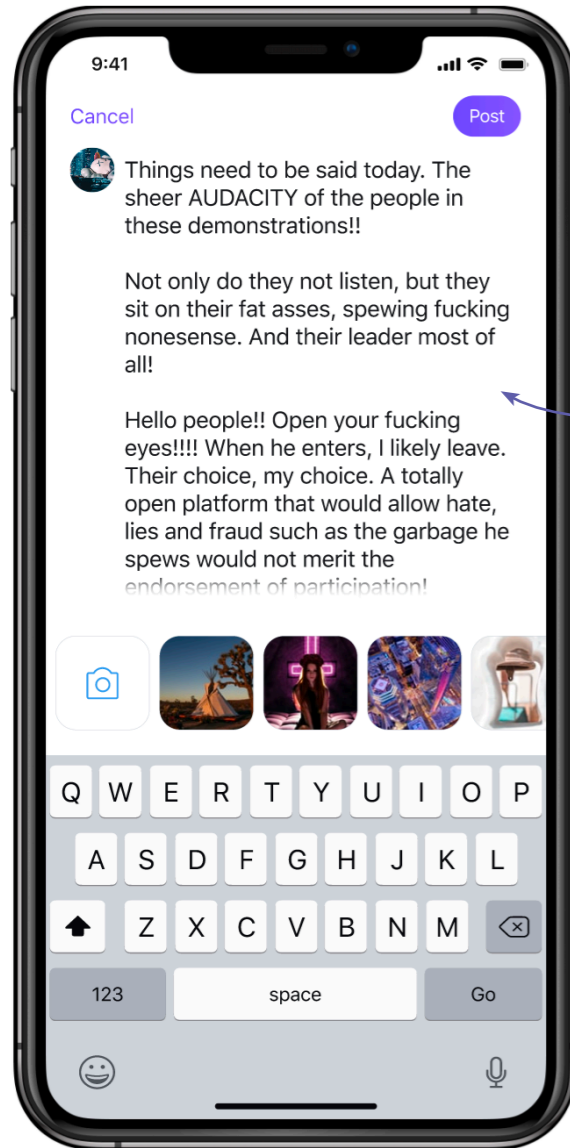 9:41
Cancel
Post
Things need to be said today. The
sheer AUDACITY of the people in
these demonstrations!!
Not only do they not listen, but they
sit on their fat asses, spewing fucking
nonesense. And their leader most of
all!
Hello people!! Open your fucking
eyes!!!! When he enters, I likely leave.
Their choice, my choice. A totally
open platform that would allow hate,
lies and fraud such as the garbage he
spews would not merit the
endorsement of participation!
Q W E R T Y U I O P
A S D F G H J K L
Z X C V B N M
123 space Go